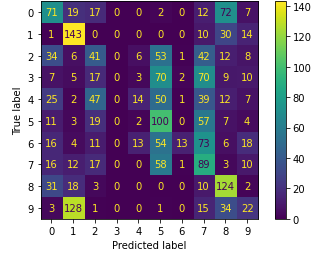 0 71 19 17 0 0 2 0 12 72 7
1 1 143 0 0 0 0 0 10 30 14
2 34 6 41 0 6 53 1 42 12 8
3 7 5 17 0 3 70 2 70 9 10
4 25 2 47 0 14 50 1 39 12 7
5 11 3 19 0 2 100 0 57 7 4
6 16 4 11 0 13 54 13 73 6 18
7 16 12 17 0 0 58 1 89 3 10
8 31 18 3 0 0 0 0 10 124 2
9 3 128 1 0 0 1 0 15 34 22
0 1 2 3 4 5 6 7 8 9
Predicted label
True label
140
120
100
80
60
40
20
0